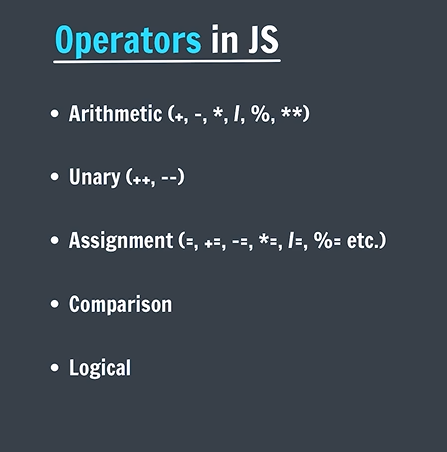 Operators in JS
• Arithmetic (+, -, *, /, %, **)
• Unary (++, --)
• Assignment (=, +=, -=, *=, /=, %= etc.)
• Comparison
• Logical